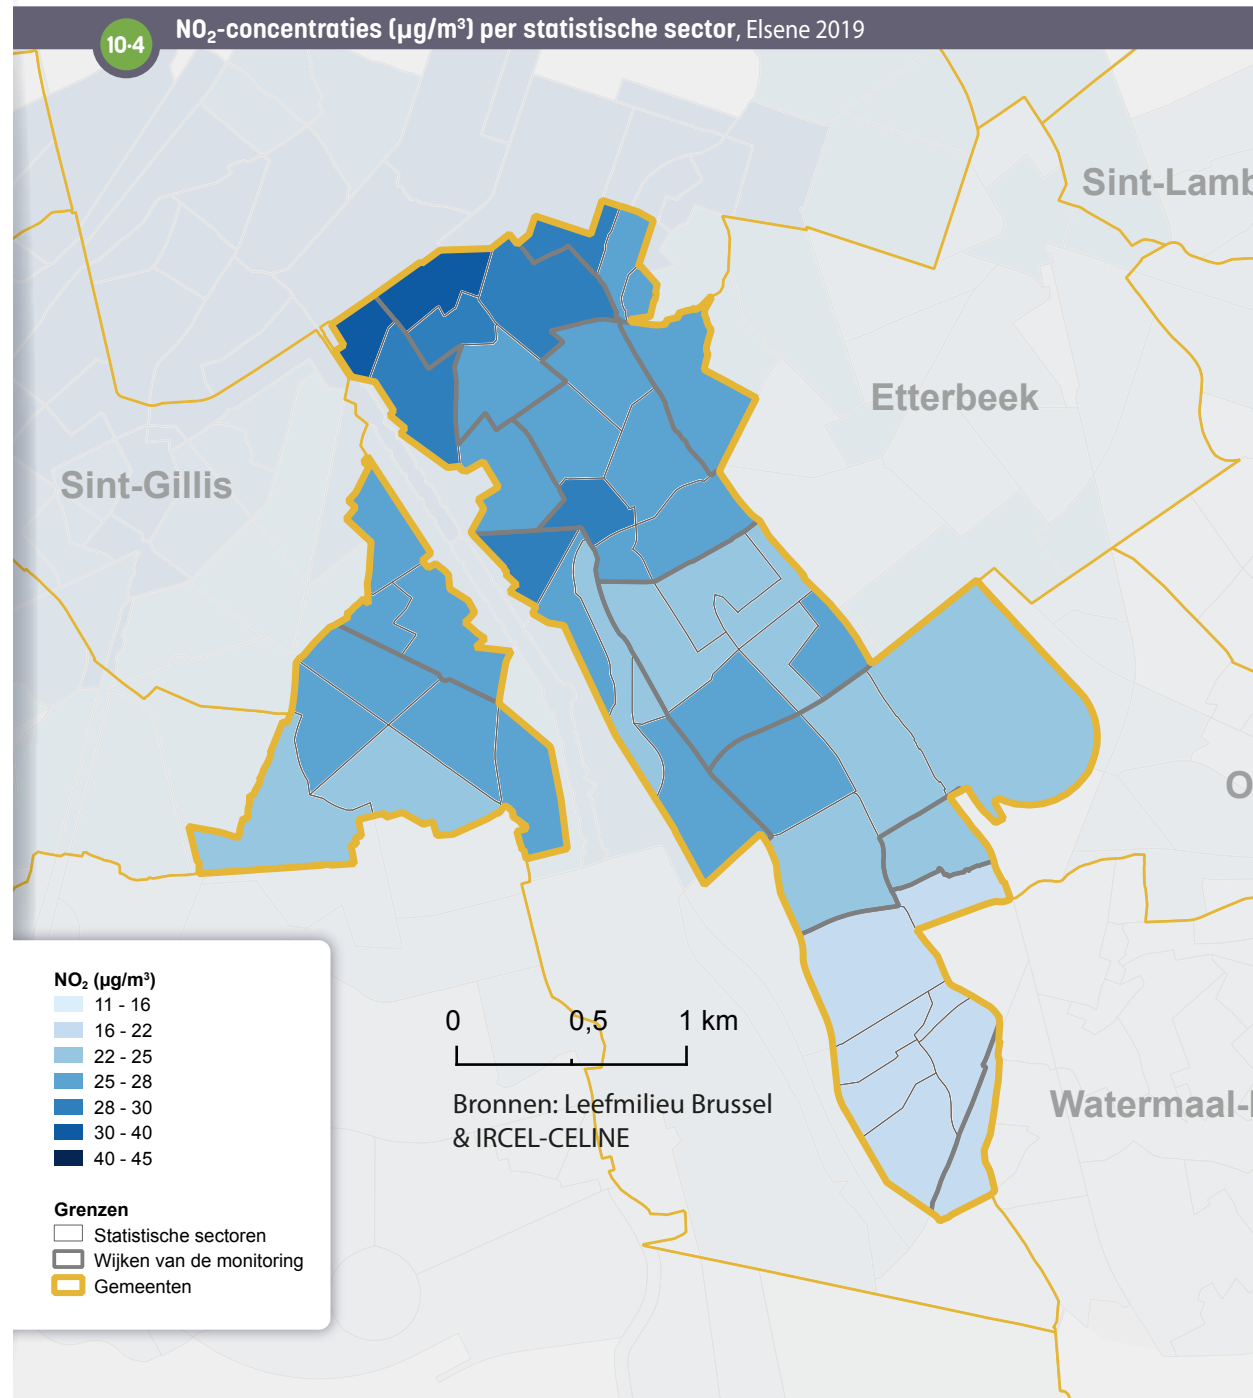 10·4
NO₂-concentraties (µg/m³) per statistische sector, Elsene 2019
Sint-Lamb
Etterbeek
Sint-Gillis
O
Watermaal-
NO₂ (µg/m³)
11 - 16
16 - 22
22 - 25
25 - 28
28 - 30
30 - 40
40 - 45
Grenzen
Statistische sectoren
Wijken van de monitoring
Gemeenten
0 0,5 1 km
Bronnen: Leefmilieu Brussel
& IRCEL-CELINE